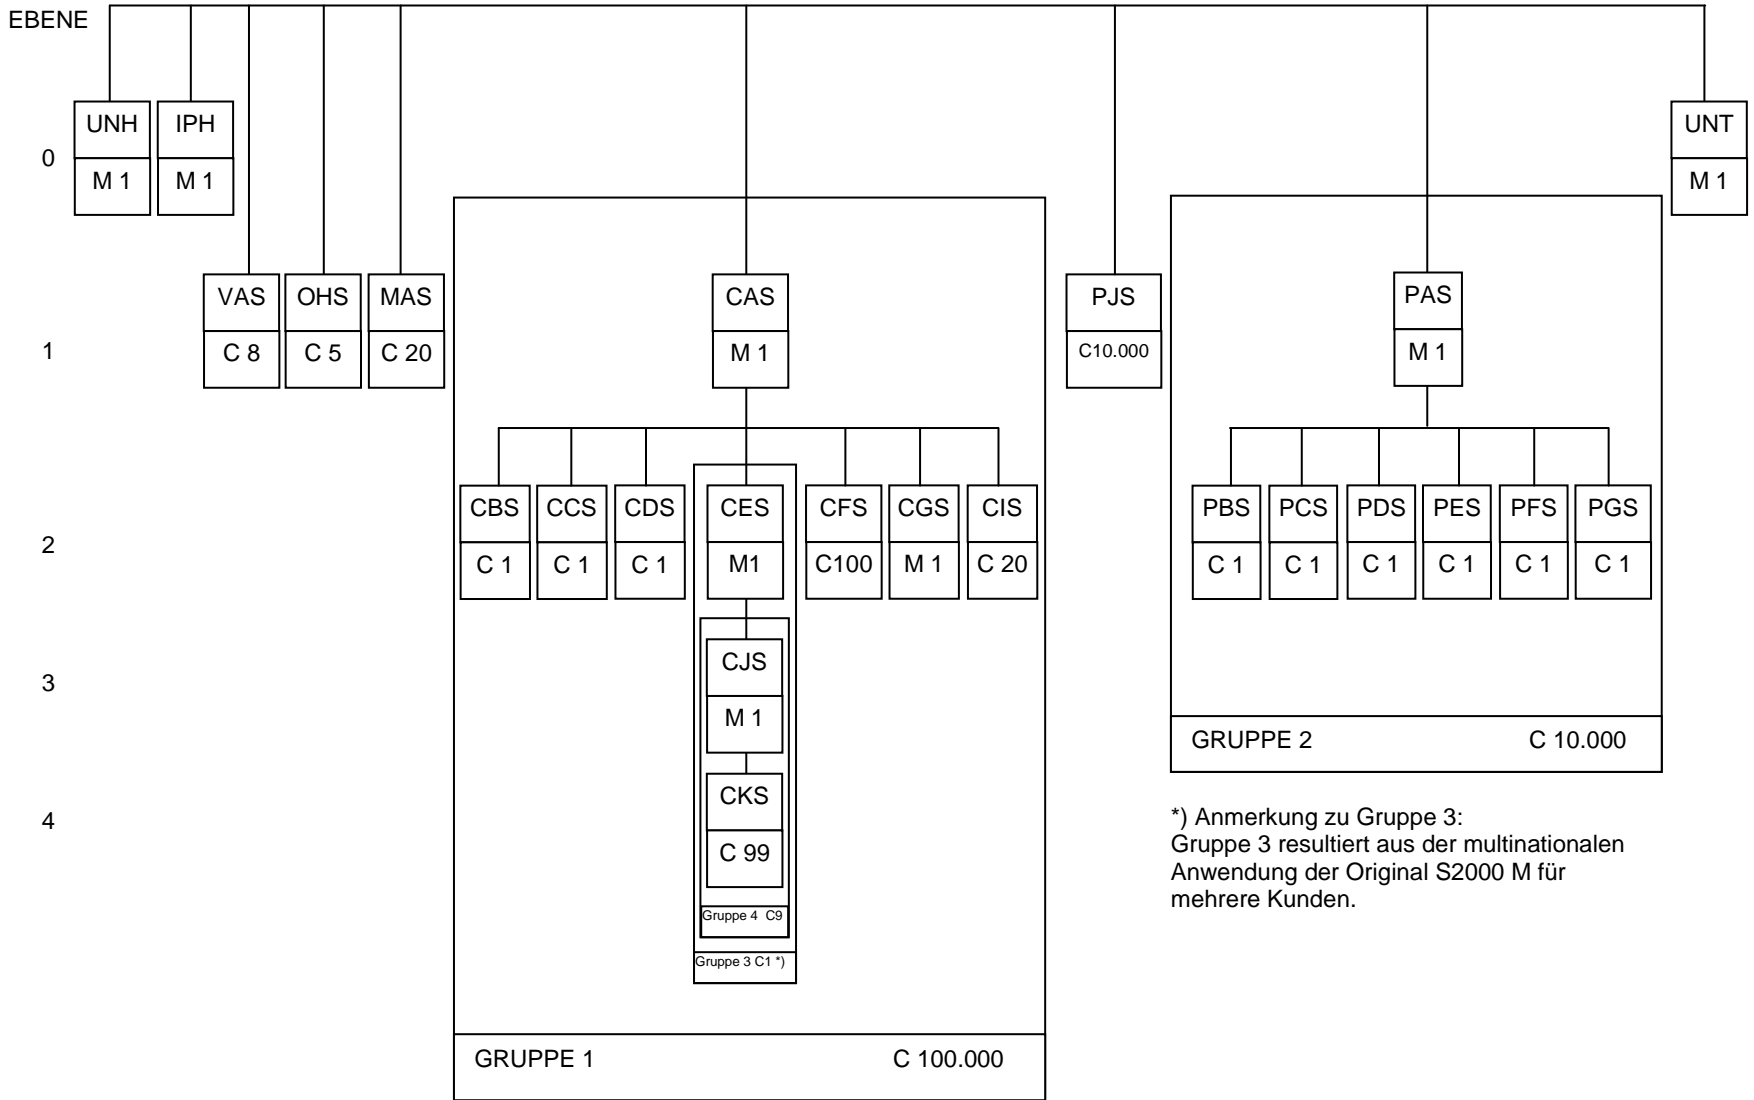 EBENE
UNH IPH UNT
0
M 1 M 1 M 1
VAS OHS MAS CAS PJS PAS
1
C 8 C 5 C 20 M 1 C10.000 M 1
CBS CCS CDS CES CFS CGS CIS PBS PCS PDS PES PFS PGS
2
C 1 C 1 C 1 M1 C100 M 1 C 20 C 1 C 1 C 1 C 1 C 1 C 1
CJS
3
M 1
GRUPPE 2 C 10.000
CKS
4
C 99
*) Anmerkung zu Gruppe 3:
Gruppe 3 resultiert aus der multinationalen
Anwendung der Original S2000 M für
mehrere Kunden.
Gruppe 4 C9
Gruppe 3 C1 *)
GRUPPE 1 C 100.000